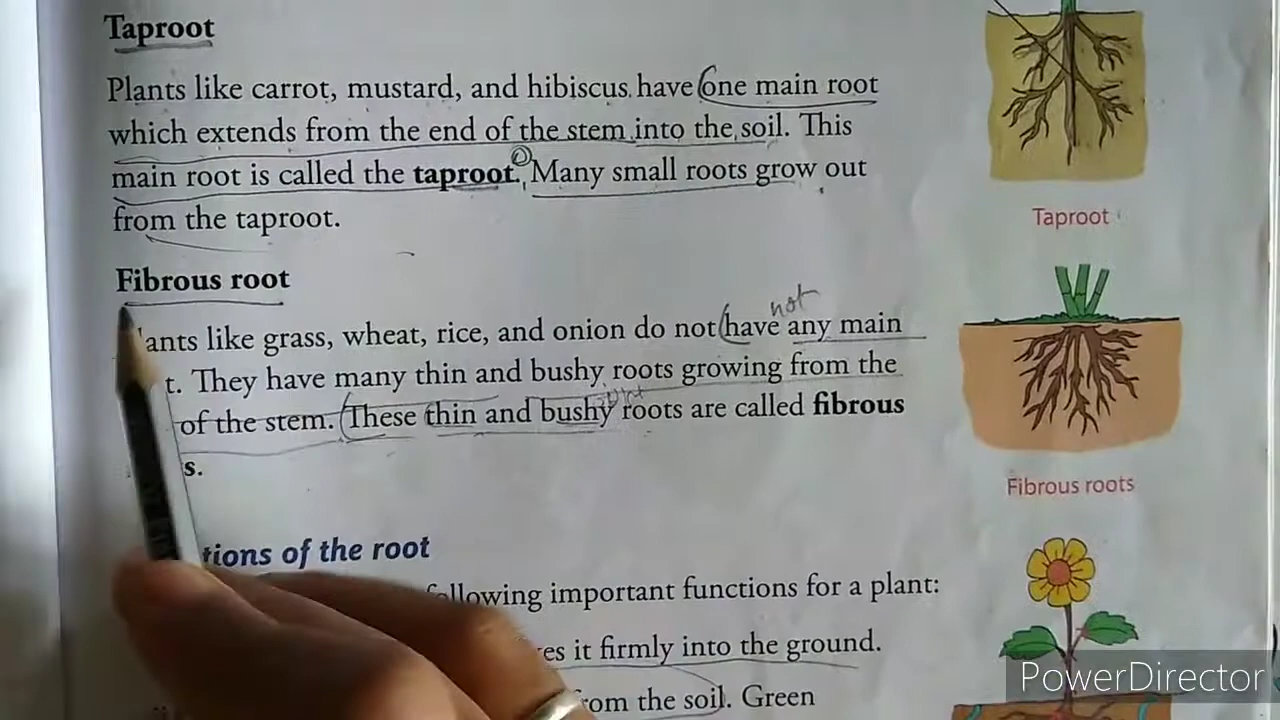 Taproot
Plants like carrot, mustard, and hibiscus have one main root
which extends from the end of the stem into the soil. This
main root is called the taproot. Many small roots grow out
from the taproot.
Taproot
Fibrous root
not
ants like grass, wheat, rice, and onion do not have any main
t. They have many thin and bushy roots growing from the
of the stem. These thin and bushy roots are called fibrous
s.
Fibrous roots
tions of the root
following important functions for a plant:
es it firmly into the ground.
from the soil. Green
PowerDirector